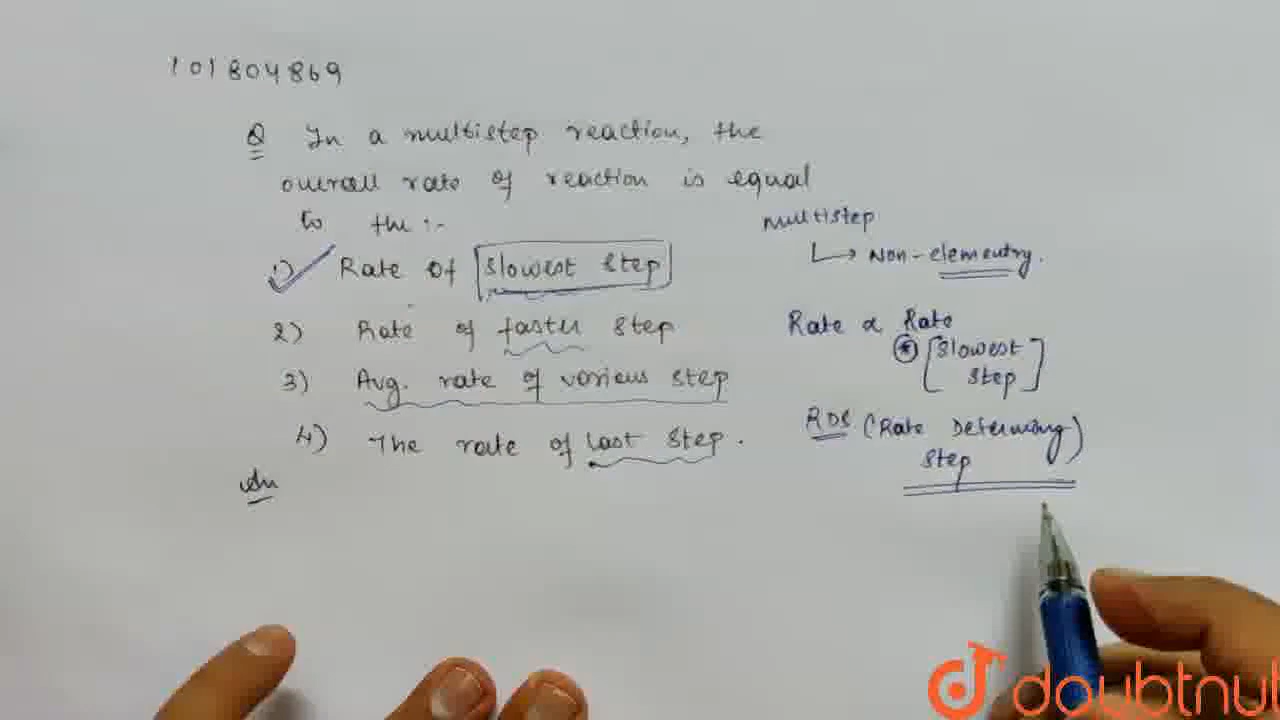 101804869
Q In a multistep reaction, the
overall rate of reaction is equal
to the :-
1) Rate of slowest step
2) Rate of faster step
3) Avg. rate of various step
4) The rate of last step.
Ans
multistep
↳ Non-elementry.
Rate ∝ Rate
* [slowest
step]
RDS (Rate Determing)
step
doubtnut